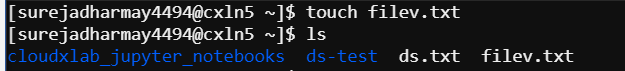 [surejadharmay4494@cxln5 ~]$ touch filev.txt
[surejadharmay4494@cxln5 ~]$ ls
cloudxlab_jupyter_notebooks  ds-test  ds.txt  filev.txt